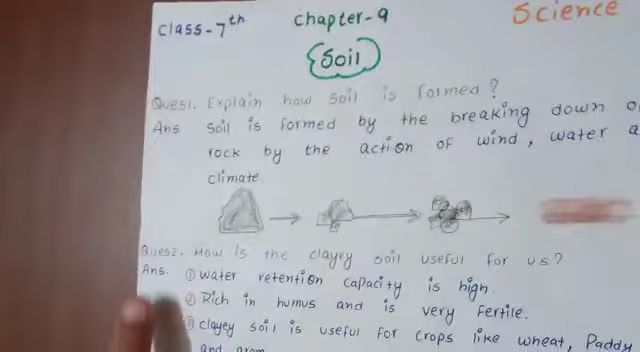 Class-7th Chapter-9 Science
Soil
Ques1. Explain how soil is formed?
Ans Soil is formed by the breaking down
rock by the action of wind, water
climate
Ques2. How is the clayey soil useful for us?
Ans. ① Water retention capacity is high.
② Rich in humus and is very fertile.
③ Clayey soil is useful for crops like wheat, Paddy
and gram